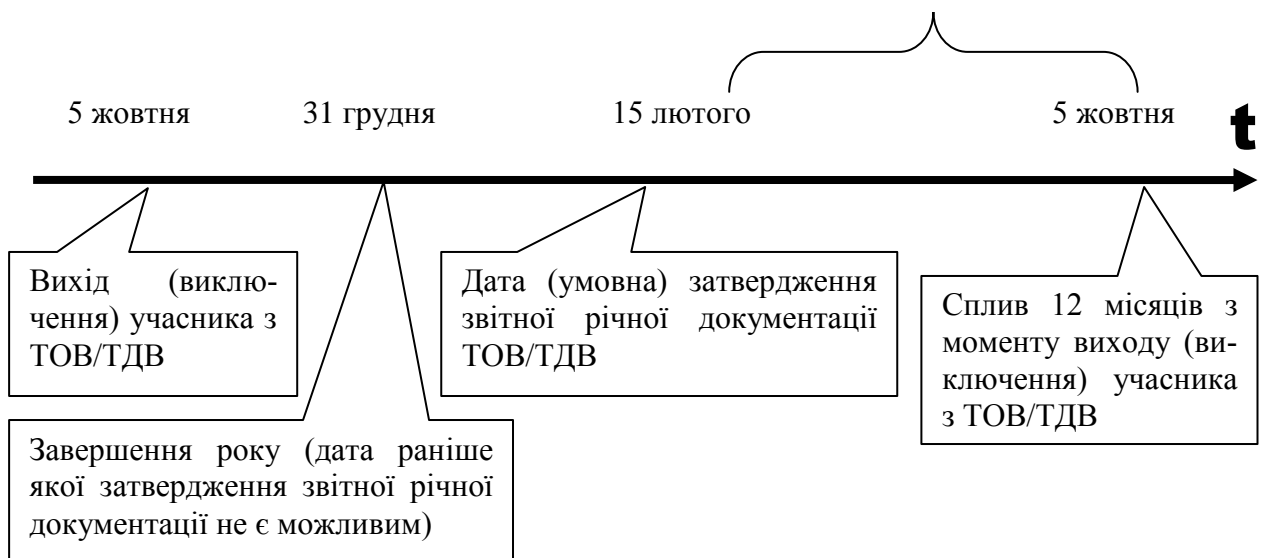 5 жовтня 31 грудня 15 лютого 5 жовтня t
Вихід (виклю-
чення) учасника з
ТОВ/ТДВ
Дата (умовна) затвердження
звітної річної документації
ТОВ/ТДВ
Сплив 12 місяців з
моменту виходу (ви-
ключення) учасника
з ТОВ/ТДВ
Завершення року (дата раніше
якої затвердження звітної річної
документації не є можливим)